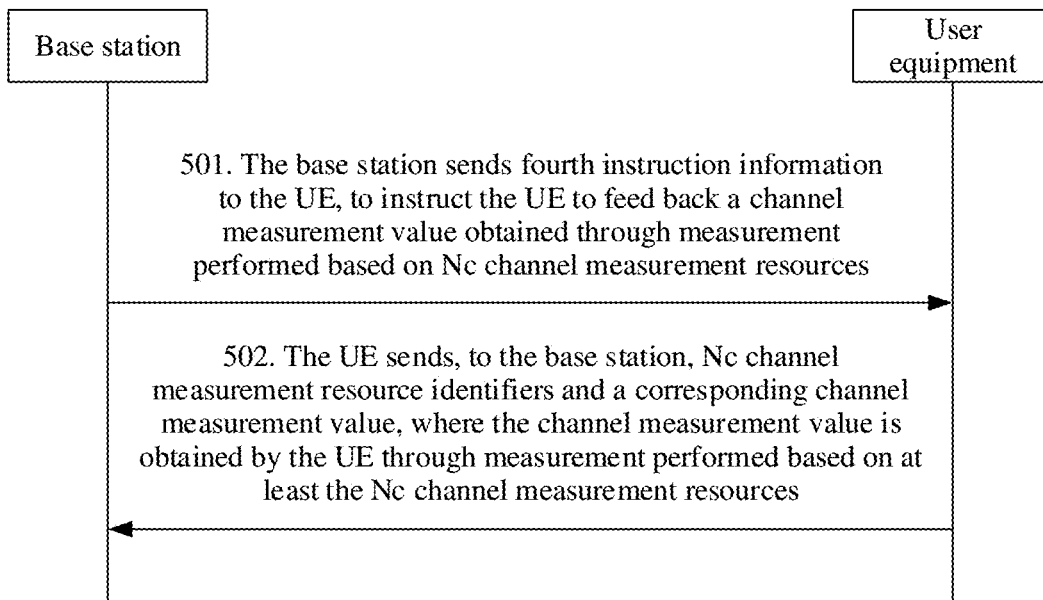 Base station
User
equipment
501. The base station sends fourth instruction information
to the UE, to instruct the UE to feed back a channel
measurement value obtained through measurement
performed based on Nc channel measurement resources
502. The UE sends, to the base station, Nc channel
measurement resource identifiers and a corresponding channel
measurement value, where the channel measurement value is
obtained by the UE through measurement performed based on at
least the Nc channel measurement resources